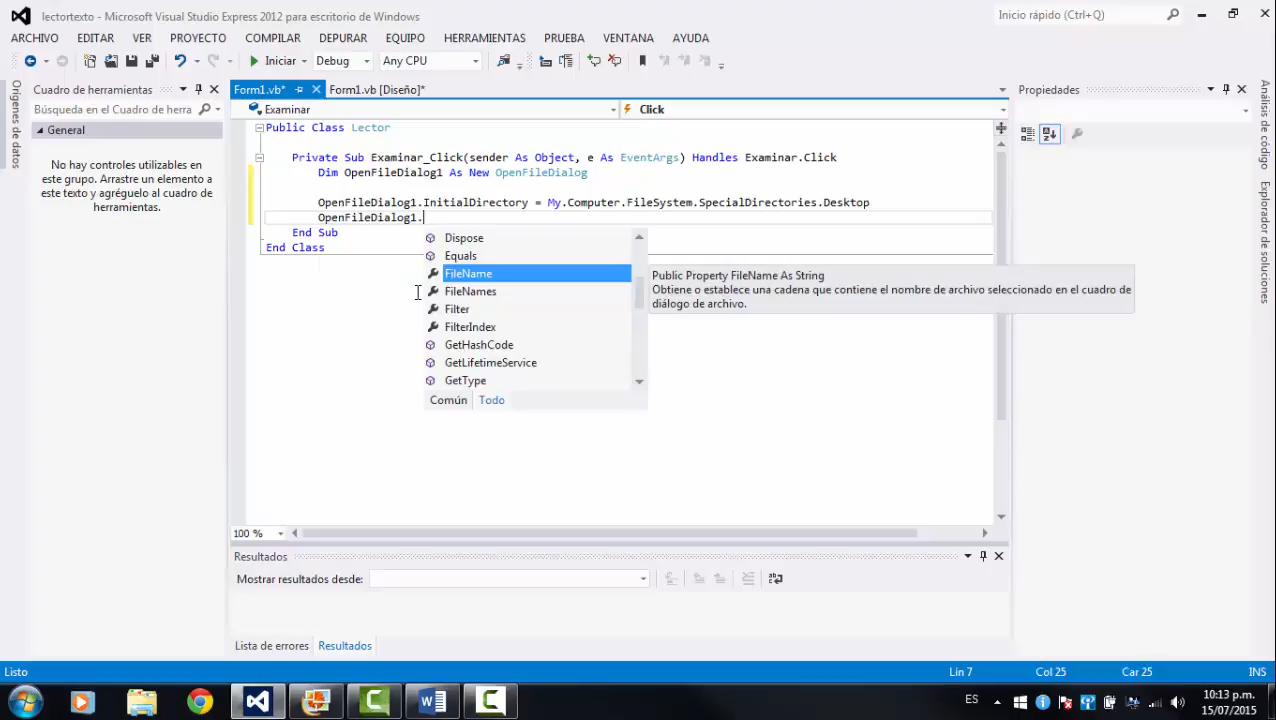 lectortexto - Microsoft Visual Studio Express 2012 para escritorio de Windows
Inicio rápido (Ctrl+Q)
ARCHIVO EDITAR VER PROYECTO COMPILAR DEPURAR EQUIPO HERRAMIENTAS PRUEBA VENTANA AYUDA
Iniciar Debug Any CPU
Orígenes de datos
Cuadro de herramientas
Búsqueda en el Cuadro de herra
General
No hay controles utilizables en
este grupo. Arrastre un elemento a
este texto y agréguelo al cuadro de
herramientas.
Form1.vb* Form1.vb [Diseño]*
Examinar Click
Public Class Lector
Private Sub Examinar_Click(sender As Object, e As EventArgs) Handles Examinar.Click
Dim OpenFileDialog1 As New OpenFileDialog
OpenFileDialog1.InitialDirectory = My.Computer.FileSystem.SpecialDirectories.Desktop
OpenFileDialog1.
End Sub
End Class
Dispose
Equals
FileName
FileNames
Filter
FilterIndex
GetHashCode
GetLifetimeService
GetType
Común Todo
Public Property FileName As String
Obtiene o establece una cadena que contiene el nombre de archivo seleccionado en el cuadro de
diálogo de archivo.
100 %
Resultados
Mostrar resultados desde:
Lista de errores Resultados
Propiedades
Análisis de código
Explorador de soluciones
Listo Lín 7 Col 25 Car 25 INS
ES
10:13 p.m.
15/07/2015